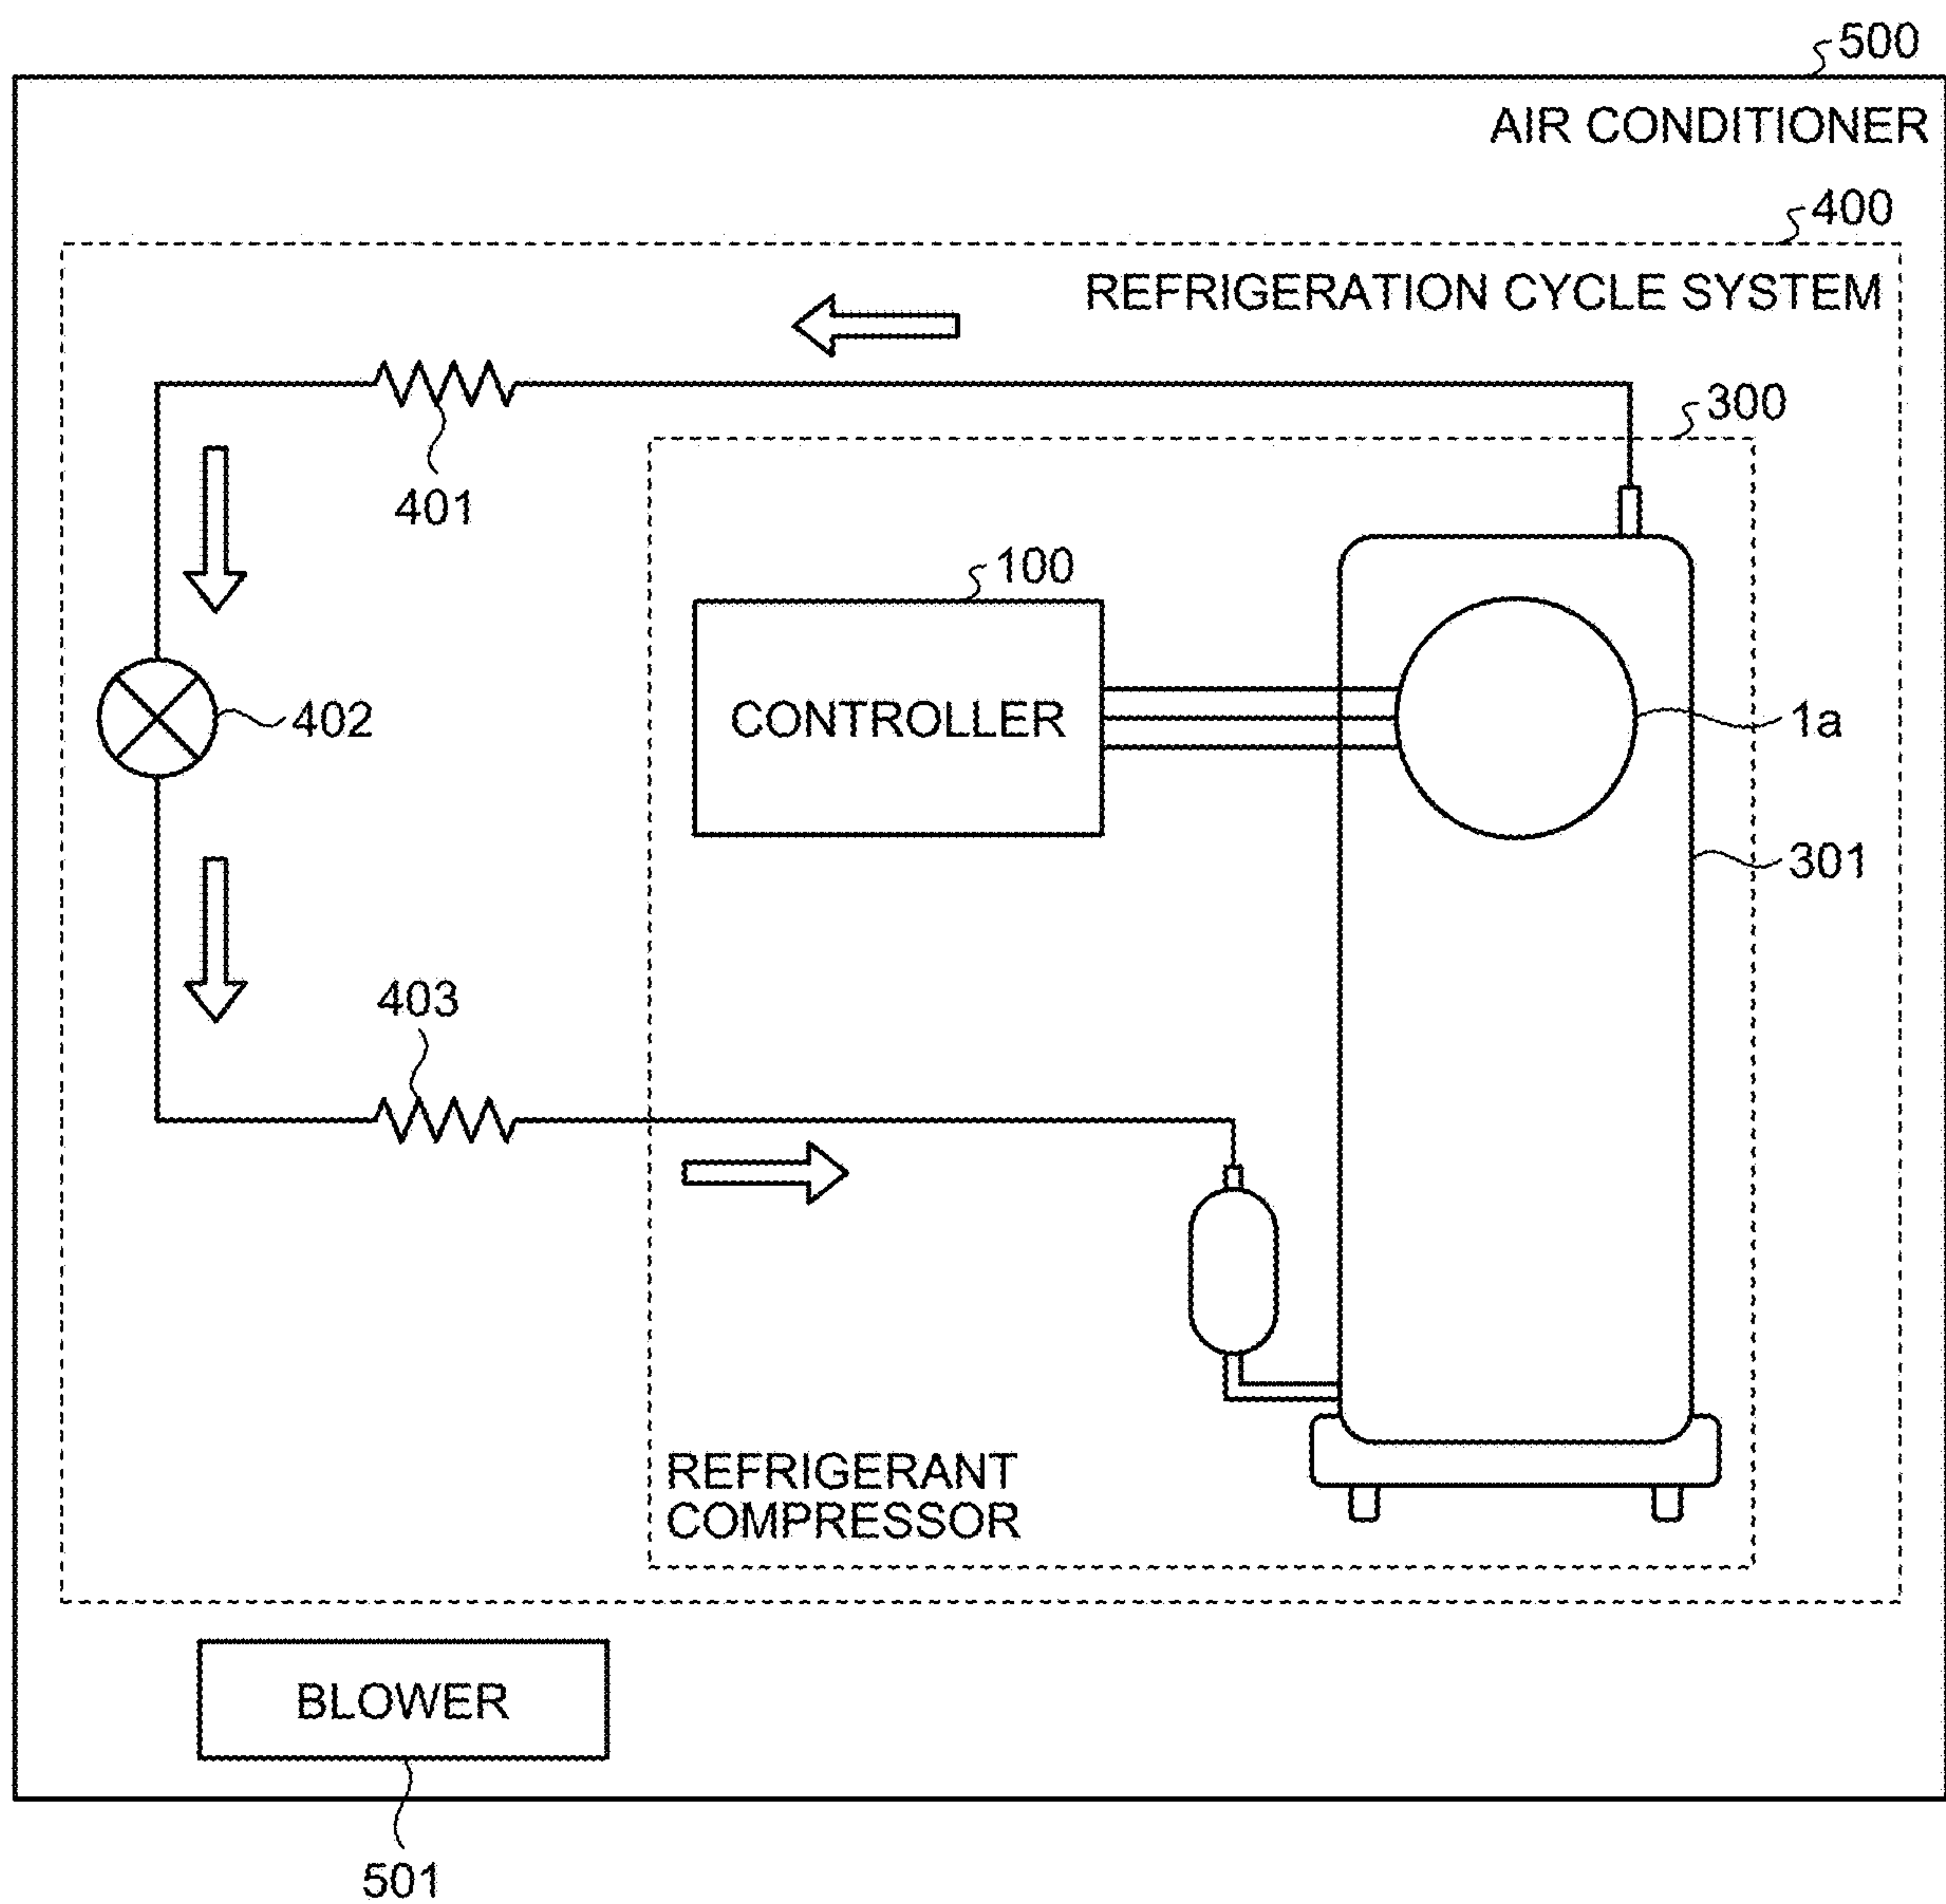 500
AIR CONDITIONER
400
REFRIGERATION CYCLE SYSTEM
300
401
100
CONTROLLER
402
1a
301
403
REFRIGERANT
COMPRESSOR
BLOWER
501